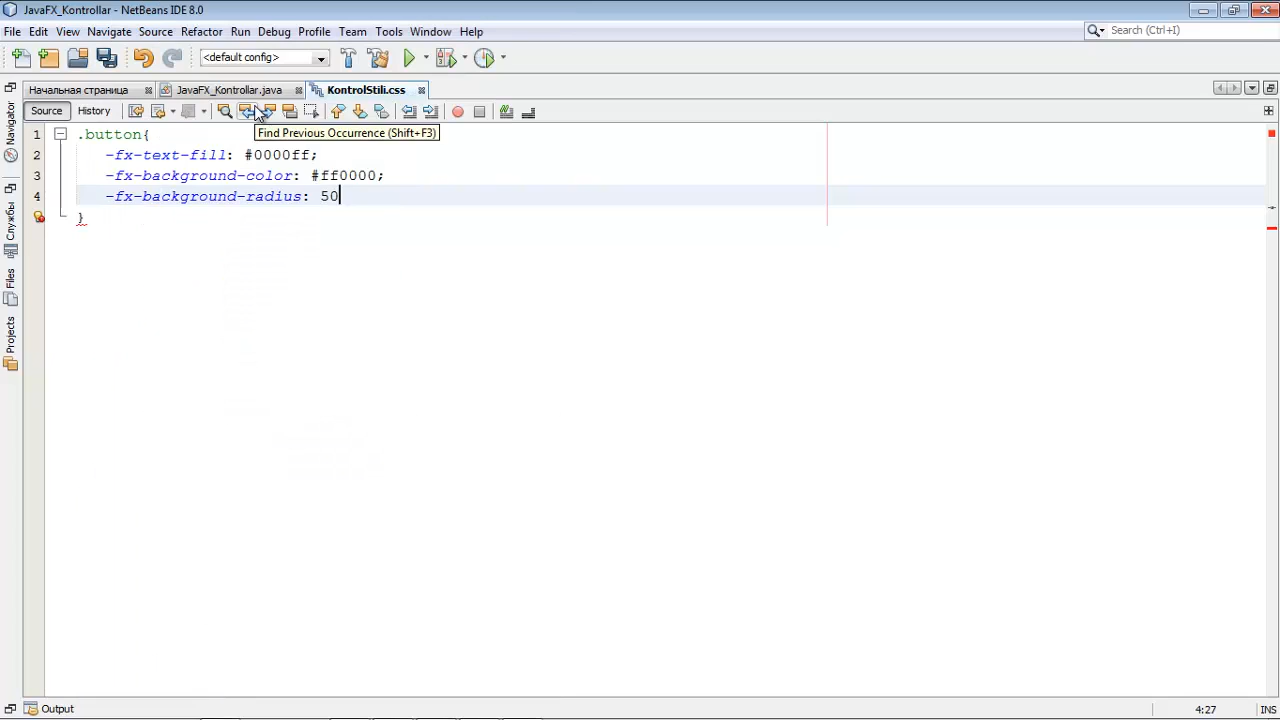 JavaFX_Kontrollar - NetBeans IDE 8.0
File Edit View Navigate Source Refactor Run Debug Profile Team Tools Window Help
Search (Ctrl+I)
<default config>
Начальная страница
JavaFX_Kontrollar.java
KontrolStili.css
Source History
Find Previous Occurrence (Shift+F3)
1 .button{
2 -fx-text-fill: #0000ff;
3 -fx-background-color: #ff0000;
4 -fx-background-radius: 50
}
Navigator
Службы
Files
Projects
Output
4:27 INS